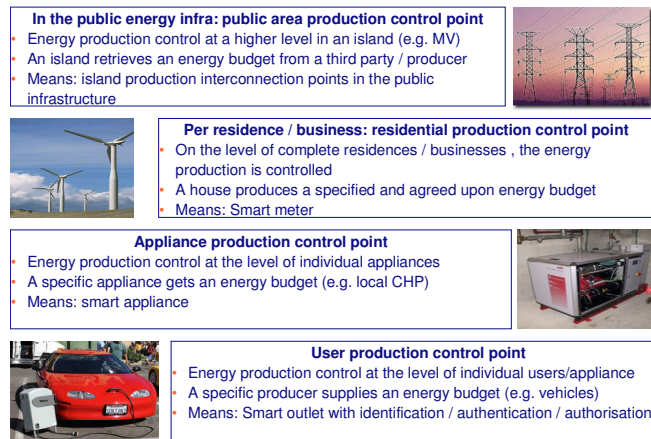 In the public energy infra: public area production control point
• Energy production control at a higher level in an island (e.g. MV)
• An island retrieves an energy budget from a third party / producer
• Means: island production interconnection points in the public
infrastructure
Per residence / business: residential production control point
• On the level of complete residences / businesses , the energy
production is controlled
• A house produces a specified and agreed upon energy budget
• Means: Smart meter
Appliance production control point
• Energy production control at the level of individual appliances
• A specific appliance gets an energy budget (e.g. local CHP)
• Means: smart appliance
User production control point
• Energy production control at the level of individual users/appliance
• A specific producer supplies an energy budget (e.g. vehicles)
• Means: Smart outlet with identification / authentication / authorisation